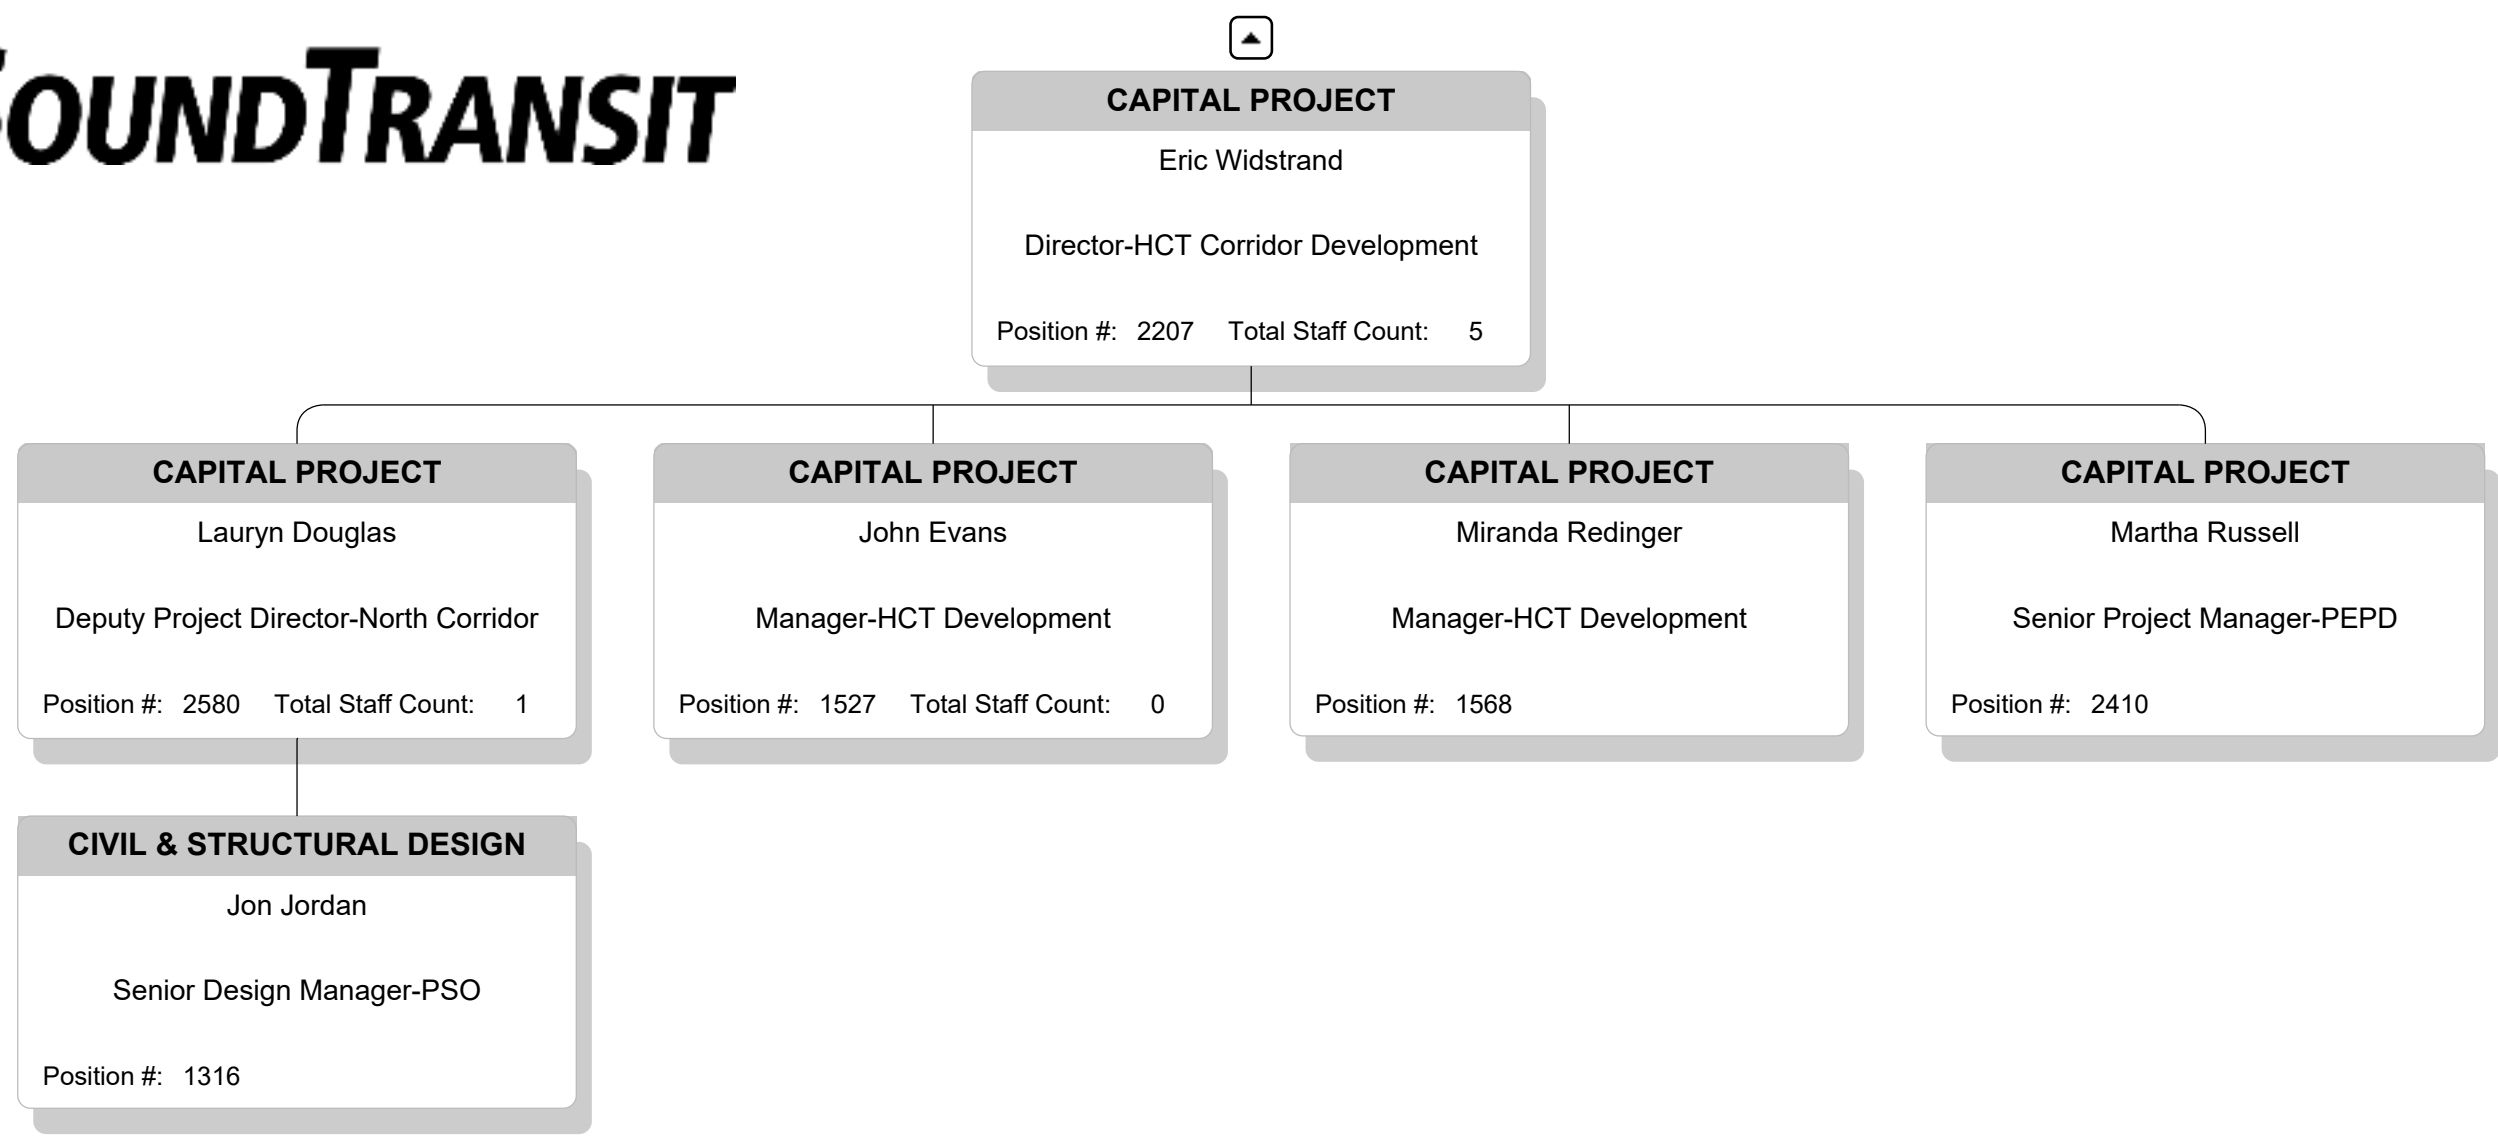 SOUNDTRANSIT
CAPITAL PROJECT
Eric Widstrand
Director-HCT Corridor Development
Position #: 2207 Total Staff Count: 5
CAPITAL PROJECT
Lauryn Douglas
Deputy Project Director-North Corridor
Position #: 2580 Total Staff Count: 1
CAPITAL PROJECT
John Evans
Manager-HCT Development
Position #: 1527 Total Staff Count: 0
CAPITAL PROJECT
Miranda Redinger
Manager-HCT Development
Position #: 1568
CAPITAL PROJECT
Martha Russell
Senior Project Manager-PEPD
Position #: 2410
CIVIL & STRUCTURAL DESIGN
Jon Jordan
Senior Design Manager-PSO
Position #: 1316